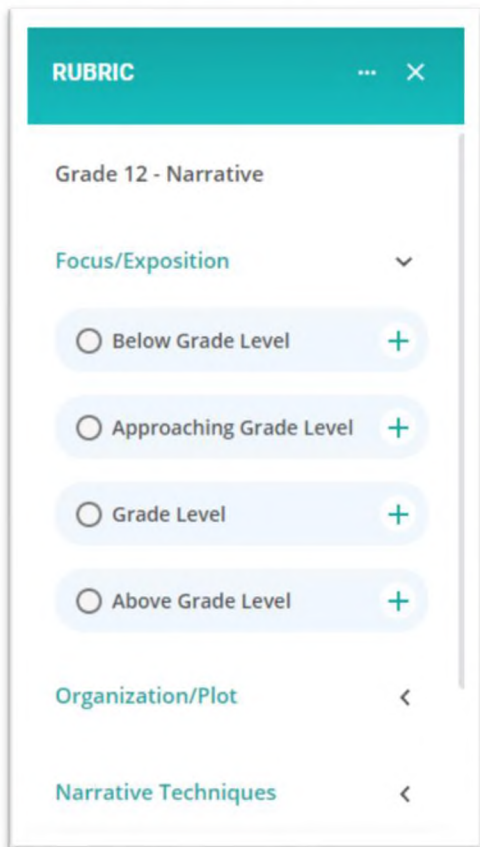 RUBRIC
Grade 12 - Narrative
Focus/Exposition
Below Grade Level
Approaching Grade Level
Grade Level
Above Grade Level
Organization/Plot
Narrative Techniques